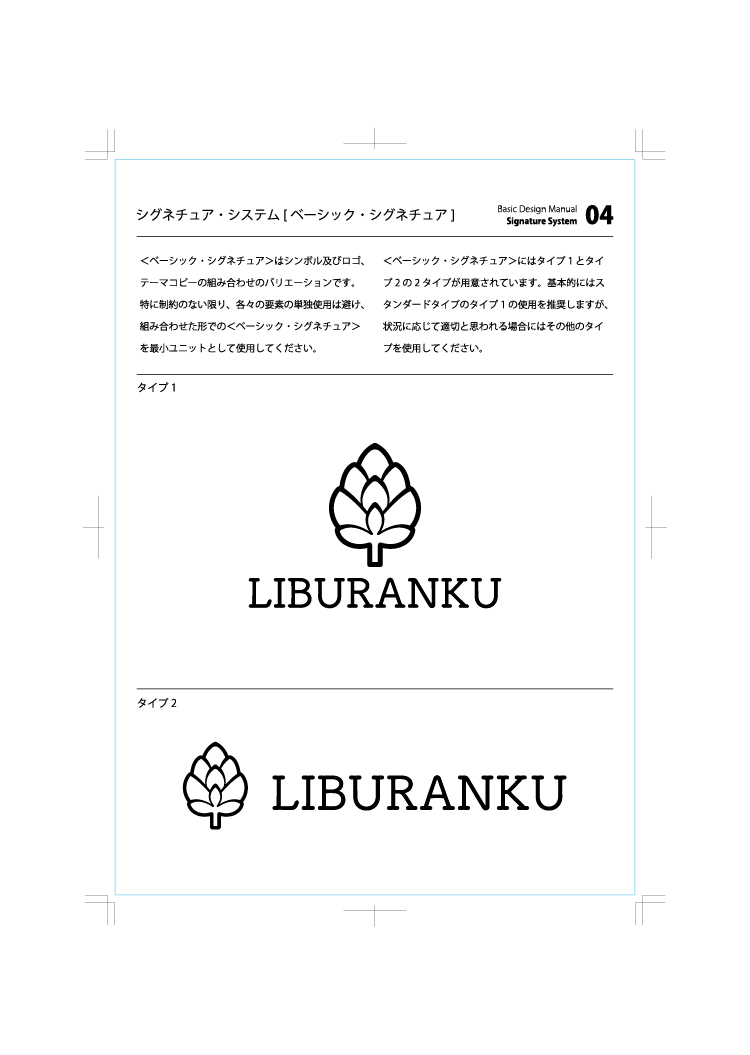 シグネチュア・システム [ ベーシック・シグネチュア ]
Basic Design Manual
Signature System
04
＜ベーシック・シグネチュア＞はシンボル及びロゴ、
テーマコピーの組み合わせのバリエーションです。
特に制約のない限り、各々の要素の単独使用は避け、
組み合わせた形での＜ベーシック・シグネチュア＞
を最小ユニットとして使用してください。
＜ベーシック・シグネチュア＞にはタイプ 1 とタイ
プ 2 の 2 タイプが用意されています。基本的にはス
タンダードタイプのタイプ 1 の使用を推奨しますが、
状況に応じて適切と思われる場合にはその他のタイ
プを使用してください。
タイプ 1
LIBURANKU
タイプ 2
LIBURANKU